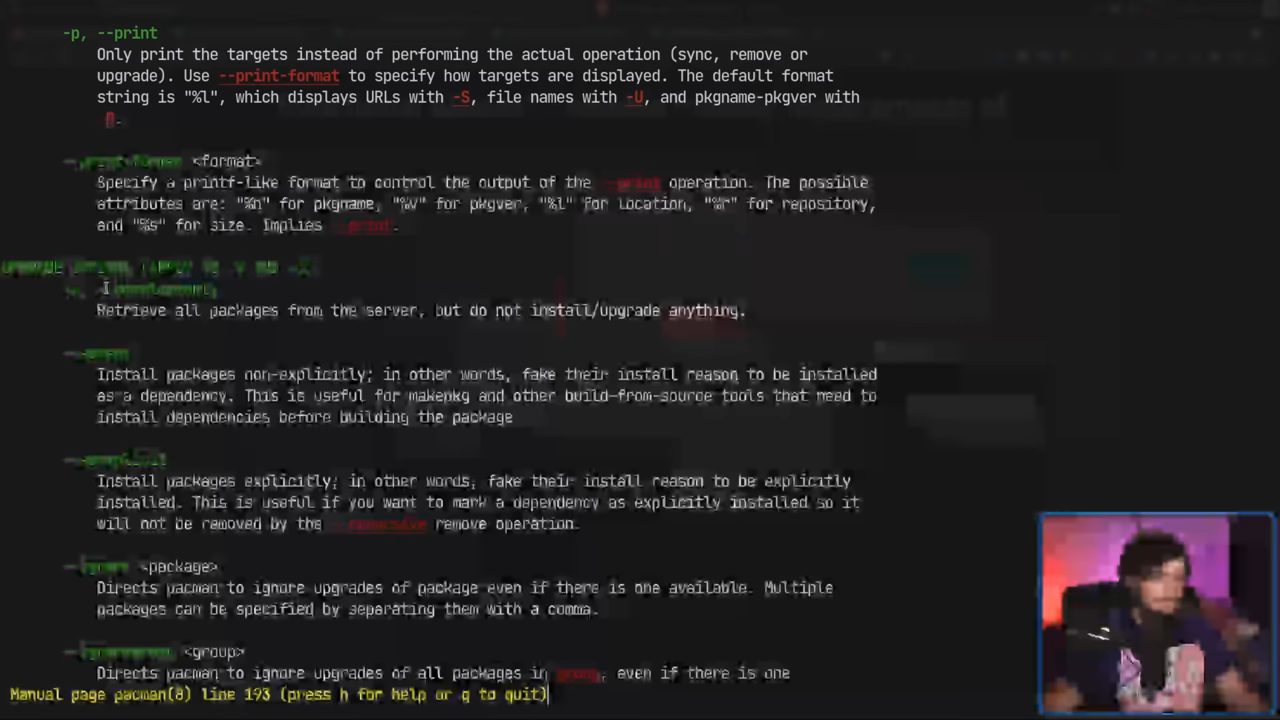 -p, --print
Only print the targets instead of performing the actual operation (sync, remove or
upgrade). Use --print-format to specify how targets are displayed. The default format
string is "%l", which displays URLs with -S, file names with -U, and pkgname-pkgver with
--print-format <format>
Specify a printf-like format to control the output of the --print operation. The possible
attributes are: "%n" for pkgname, "%v" for pkgver, "%l" for location, "%r" for repository,
and "%s" for size. Implies --print.
Retrieve all packages from the server, but do not install/upgrade anything.
Install packages non-explicitly; in other words, fake their install reason to be installed
as a dependency. This is useful for makepkg and other build-from-source tools that need to
install dependencies before building the package
Install packages explicitly; in other words, fake their install reason to be explicitly
installed. This is useful if you want to mark a dependency as explicitly installed so it
will not be removed by the --recursive remove operation.
--ignore <package>
Directs pacman to ignore upgrades of package even if there is one available. Multiple
packages can be specified by separating them with a comma.
<group>
Directs pacman to ignore upgrades of all packages in group, even if there is one
Manual page pacman(8) line 193 (press h for help or q to quit)